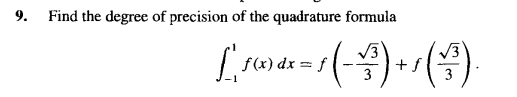 9. Find the degree of precision of the quadrature formula
∫_{-1}^{1} f(x) dx = f(-√3/3) + f(√3/3).